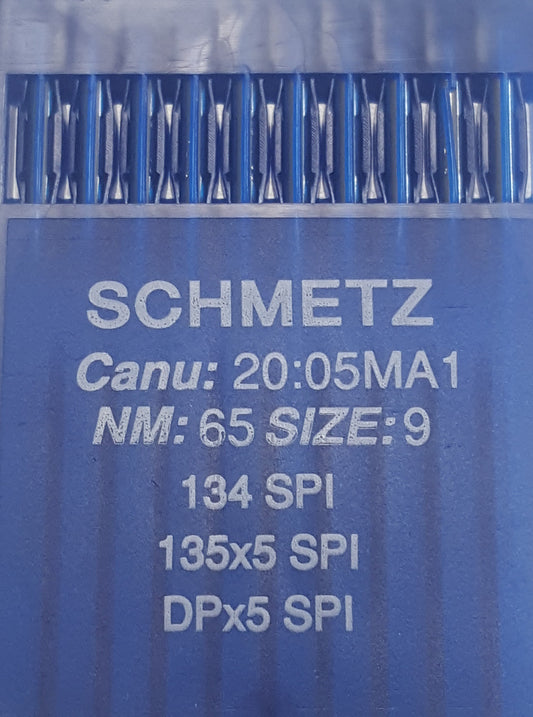 SCHMETZ
Canu: 20:05MA1
NM: 65 SIZE: 9
134 SPI
135x5 SPI
DPx5 SPI